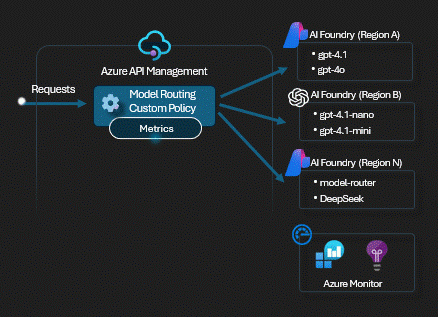 Azure API Management
Requests
Model Routing
Custom Policy
Metrics
AI Foundry (Region A)
• gpt-4.1
• gpt-4o
AI Foundry (Region B)
• gpt-4.1-nano
• gpt-4.1-mini
AI Foundry (Region N)
• model-router
• DeepSeek
Azure Monitor